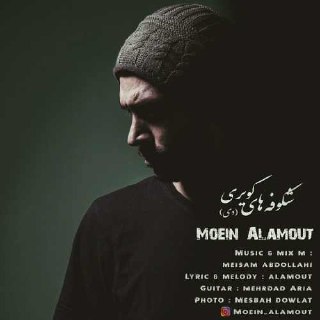 شکوفه های کویری
(دی)
Moein Alamout
Music & Mix M :
Meisam Abdollahi
Lyric & Melody : Alamout
Guitar : Mehrdad Aria
Photo : Mesbah Dowlat
Moein_alamout